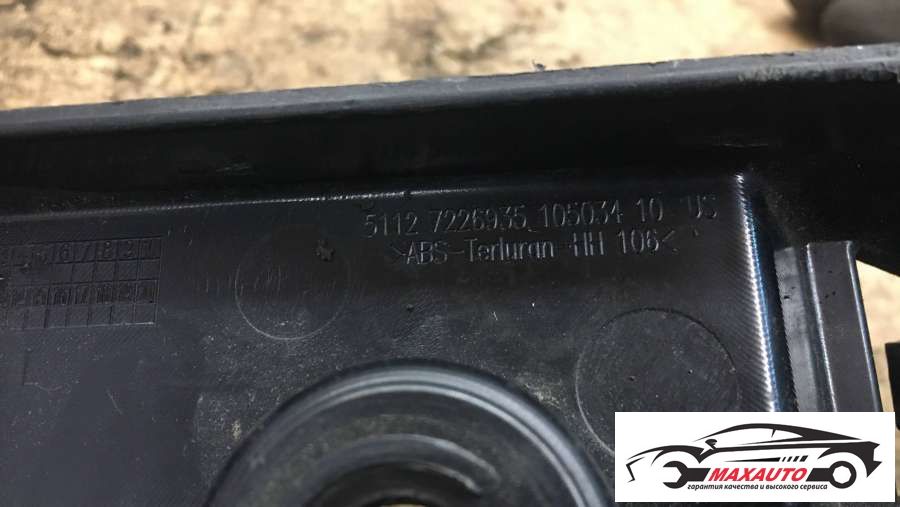 5112 7226935 105034 10 US
>ABS-Terluran-HH 106<
MAXAUTO
гарантия качества и высокого сервиса